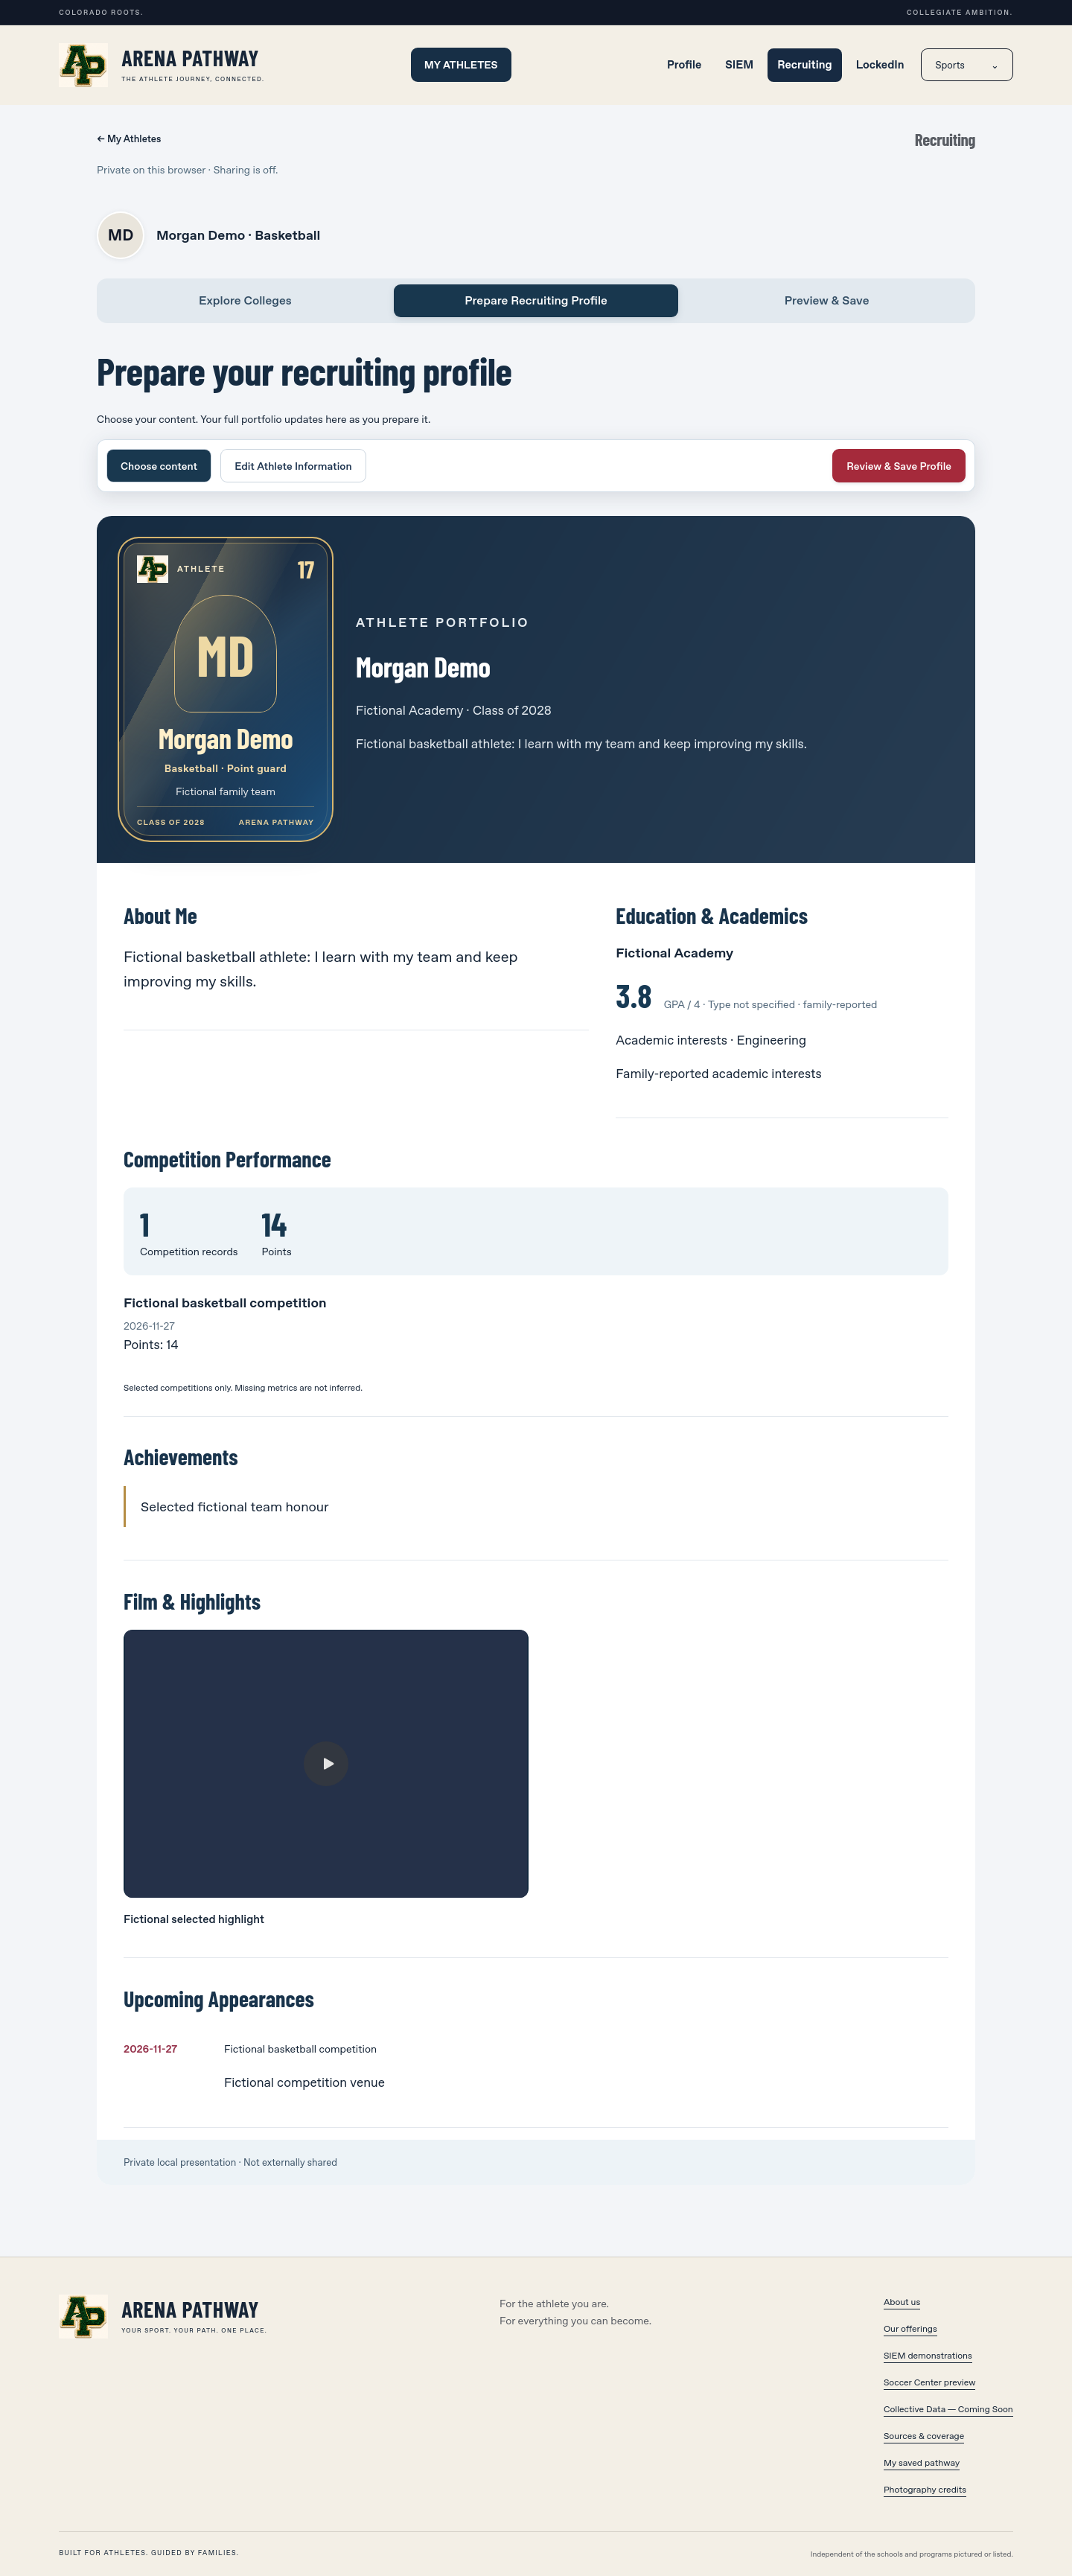 COLORADO ROOTS.
COLLEGIATE AMBITION.
AP
ARENA PATHWAY
THE ATHLETE JOURNEY, CONNECTED.
MY ATHLETES
Profile
SIEM
Recruiting
LockedIn
Sports
← My Athletes
Recruiting
Private on this browser · Sharing is off.
MD
Morgan Demo · Basketball
Explore Colleges
Prepare Recruiting Profile
Preview & Save
Prepare your recruiting profile
Choose your content. Your full portfolio updates here as you prepare it.
Choose content
Edit Athlete Information
Review & Save Profile
AP
ATHLETE
17
MD
Morgan Demo
Basketball · Point guard
Fictional family team
CLASS OF 2028
ARENA PATHWAY
ATHLETE PORTFOLIO
Morgan Demo
Fictional Academy · Class of 2028
Fictional basketball athlete: I learn with my team and keep improving my skills.
About Me
Fictional basketball athlete: I learn with my team and keep
improving my skills.
Education & Academics
Fictional Academy
3.8 GPA / 4 · Type not specified · family-reported
Academic interests · Engineering
Family-reported academic interests
Competition Performance
1
Competition records
14
Points
Fictional basketball competition
2026-11-27
Points: 14
Selected competitions only. Missing metrics are not inferred.
Achievements
Selected fictional team honour
Film & Highlights
Fictional selected highlight
Upcoming Appearances
2026-11-27
Fictional basketball competition
Fictional competition venue
Private local presentation · Not externally shared
AP
ARENA PATHWAY
YOUR SPORT. YOUR PATH. ONE PLACE.
For the athlete you are.
For everything you can become.
About us
Our offerings
SIEM demonstrations
Soccer Center preview
Collective Data — Coming Soon
Sources & coverage
My saved pathway
Photography credits
BUILT FOR ATHLETES. GUIDED BY FAMILIES.
Independent of the schools and programs pictured or listed.